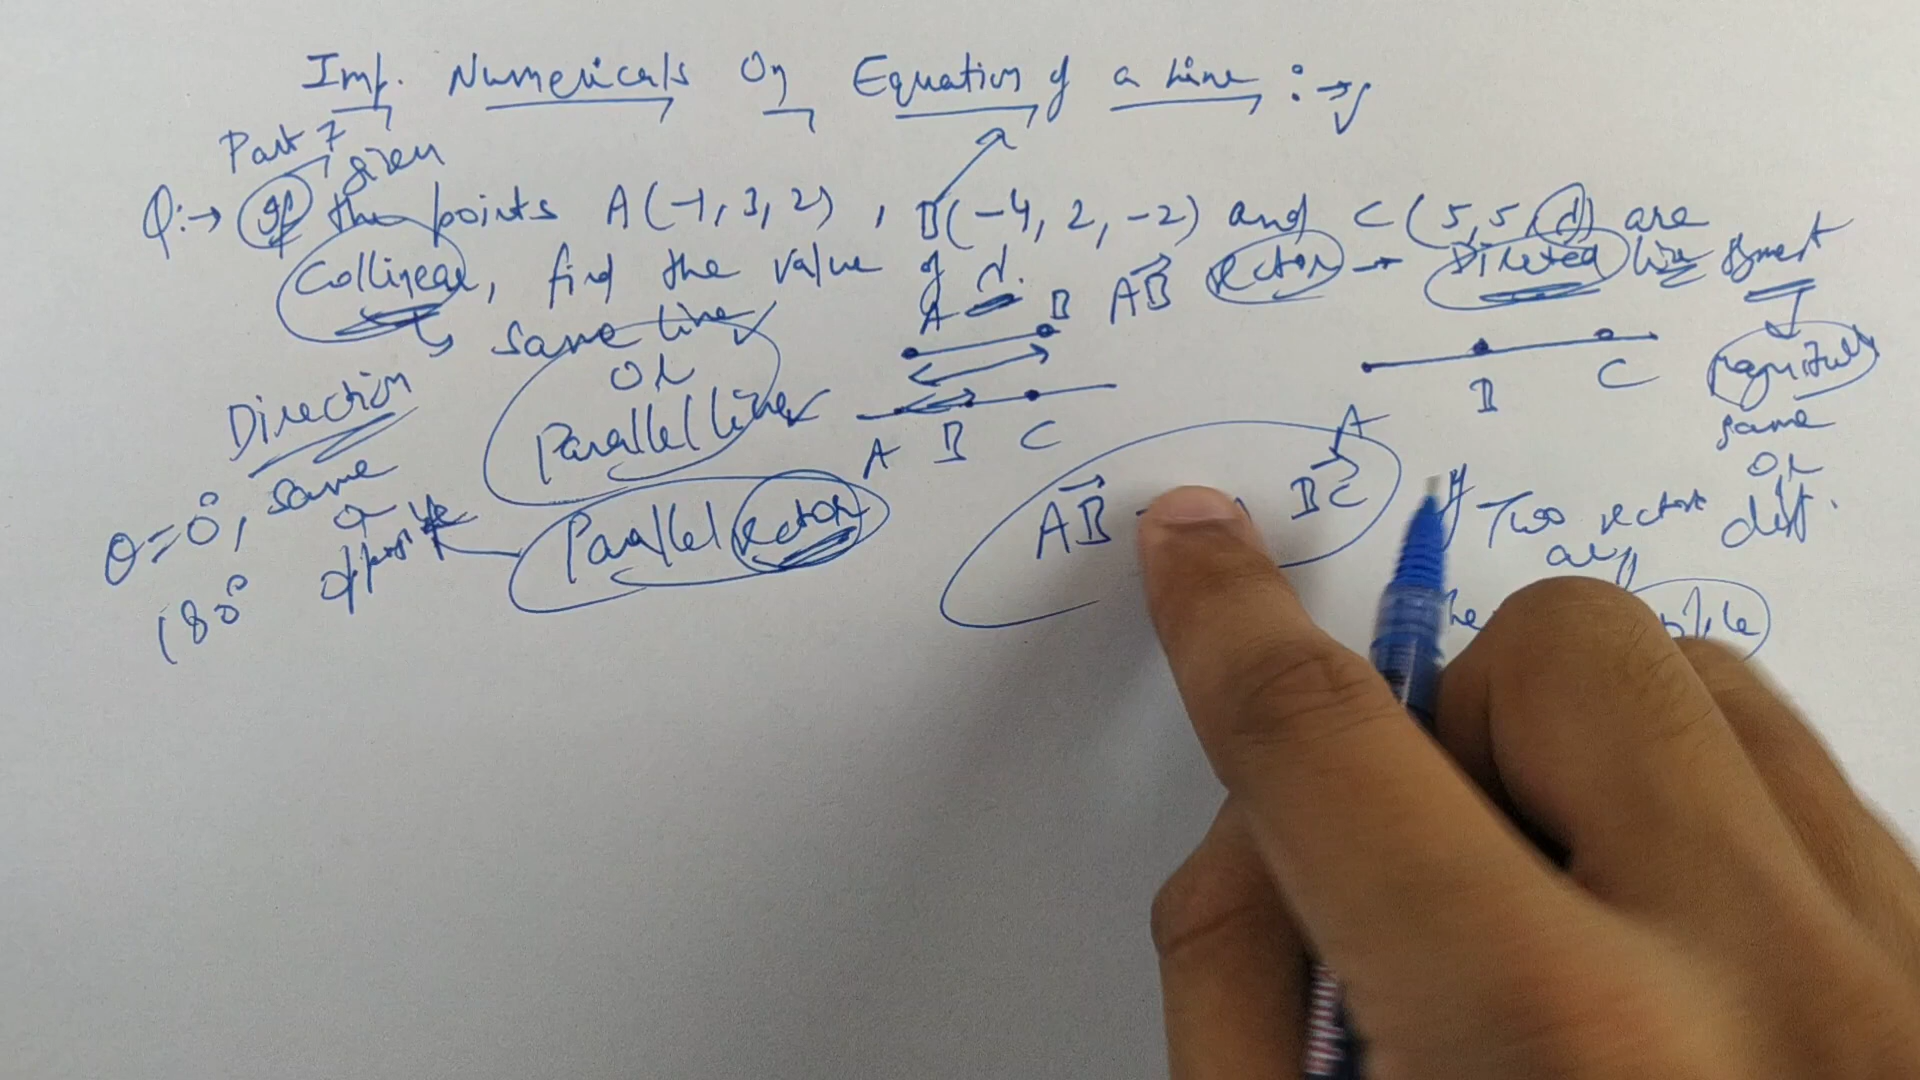 Imp. Numericals On Equation of a Line :→
Part 7
given
Q:→ If the points A(-1, 3, 2), B(-4, 2, -2) and C(5, 5, d) are
Collinear, find the value of d.
AB vector → Directed line segment
same line
or
Parallel lines
A B
A B C
B C
magnitude
same
or
diff.
Direction
θ=0°, same
or
180° opposite
Parallel vector
AB BC
If Two vectors
are